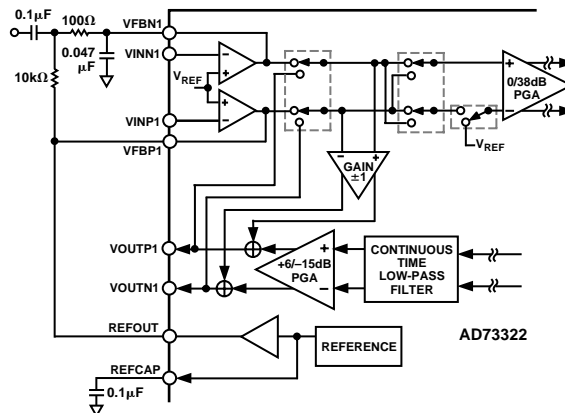 0.1µF
100Ω
VFBN1
VINN1
0.047
µF
VREF
10kΩ
VINP1
VFBP1
0/38dB
PGA
VREF
GAIN
±1
VOUTP1
+6/–15dB
PGA
CONTINUOUS
TIME
LOW-PASS
FILTER
VOUTN1
REFOUT
AD73322
REFERENCE
REFCAP
0.1µF